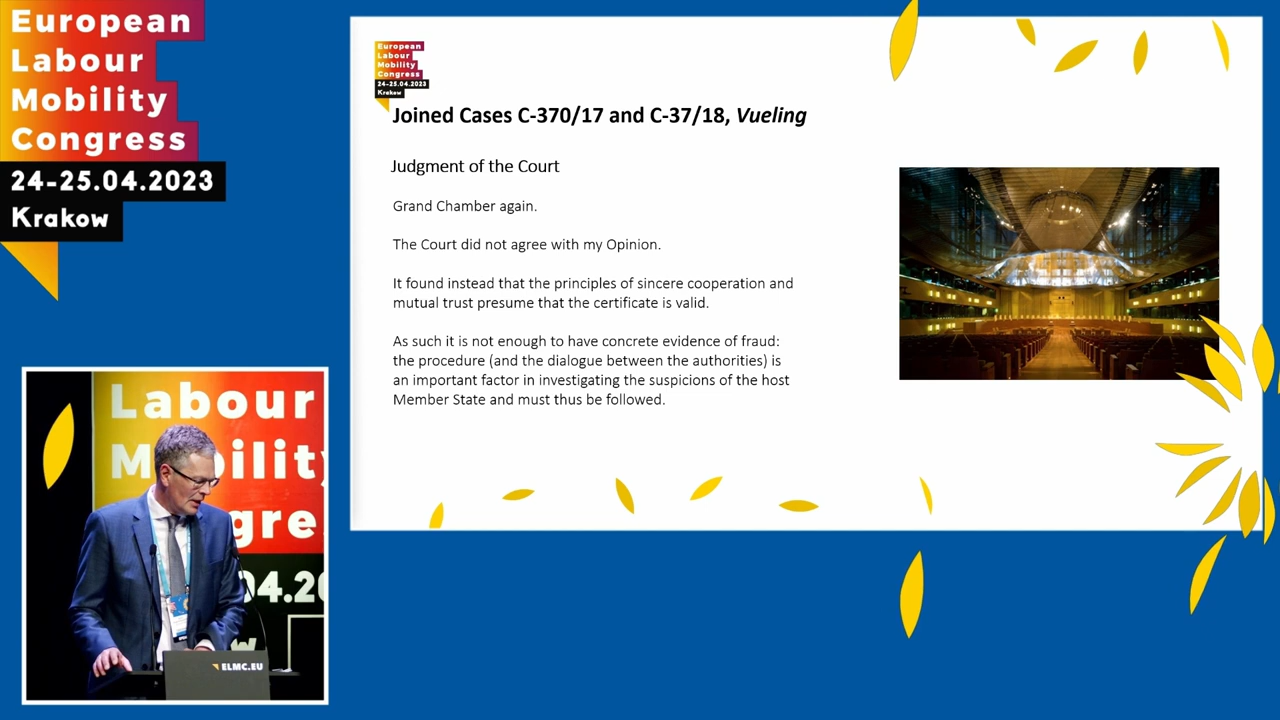 European
Labour
Mobility
Congress
24-25.04.2023
Krakow
European
Labour
Mobility
Congress
24-25.04.2023
Krakow
Joined Cases C-370/17 and C-37/18, Vueling
Judgment of the Court
Grand Chamber again.
The Court did not agree with my Opinion.
It found instead that the principles of sincere cooperation and
mutual trust presume that the certificate is valid.
As such it is not enough to have concrete evidence of fraud:
the procedure (and the dialogue between the authorities) is
an important factor in investigating the suspicions of the host
Member State and must thus be followed.
Labour
M bility
gre
04.20
w
ELMC.EU